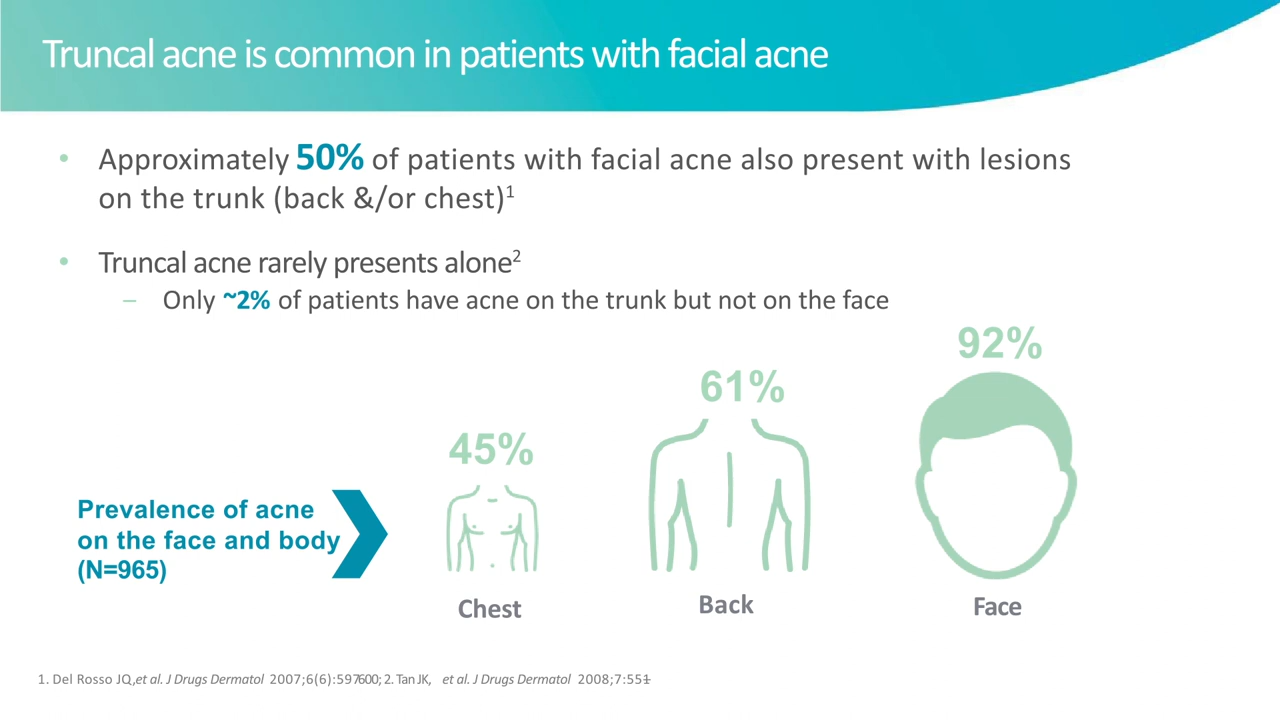 Truncal acne is common in patients with facial acne
• Approximately 50% of patients with facial acne also present with lesions
on the trunk (back &/or chest)1
• Truncal acne rarely presents alone2
– Only ~2% of patients have acne on the trunk but not on the face
92%
61%
45%
Prevalence of acne
on the face and body
(N=965)
Chest
Back
Face
1. Del Rosso JQ,et al. J Drugs Dermatol 2007;6(6):597600; 2. Tan JK, et al. J Drugs Dermatol 2008;7:551